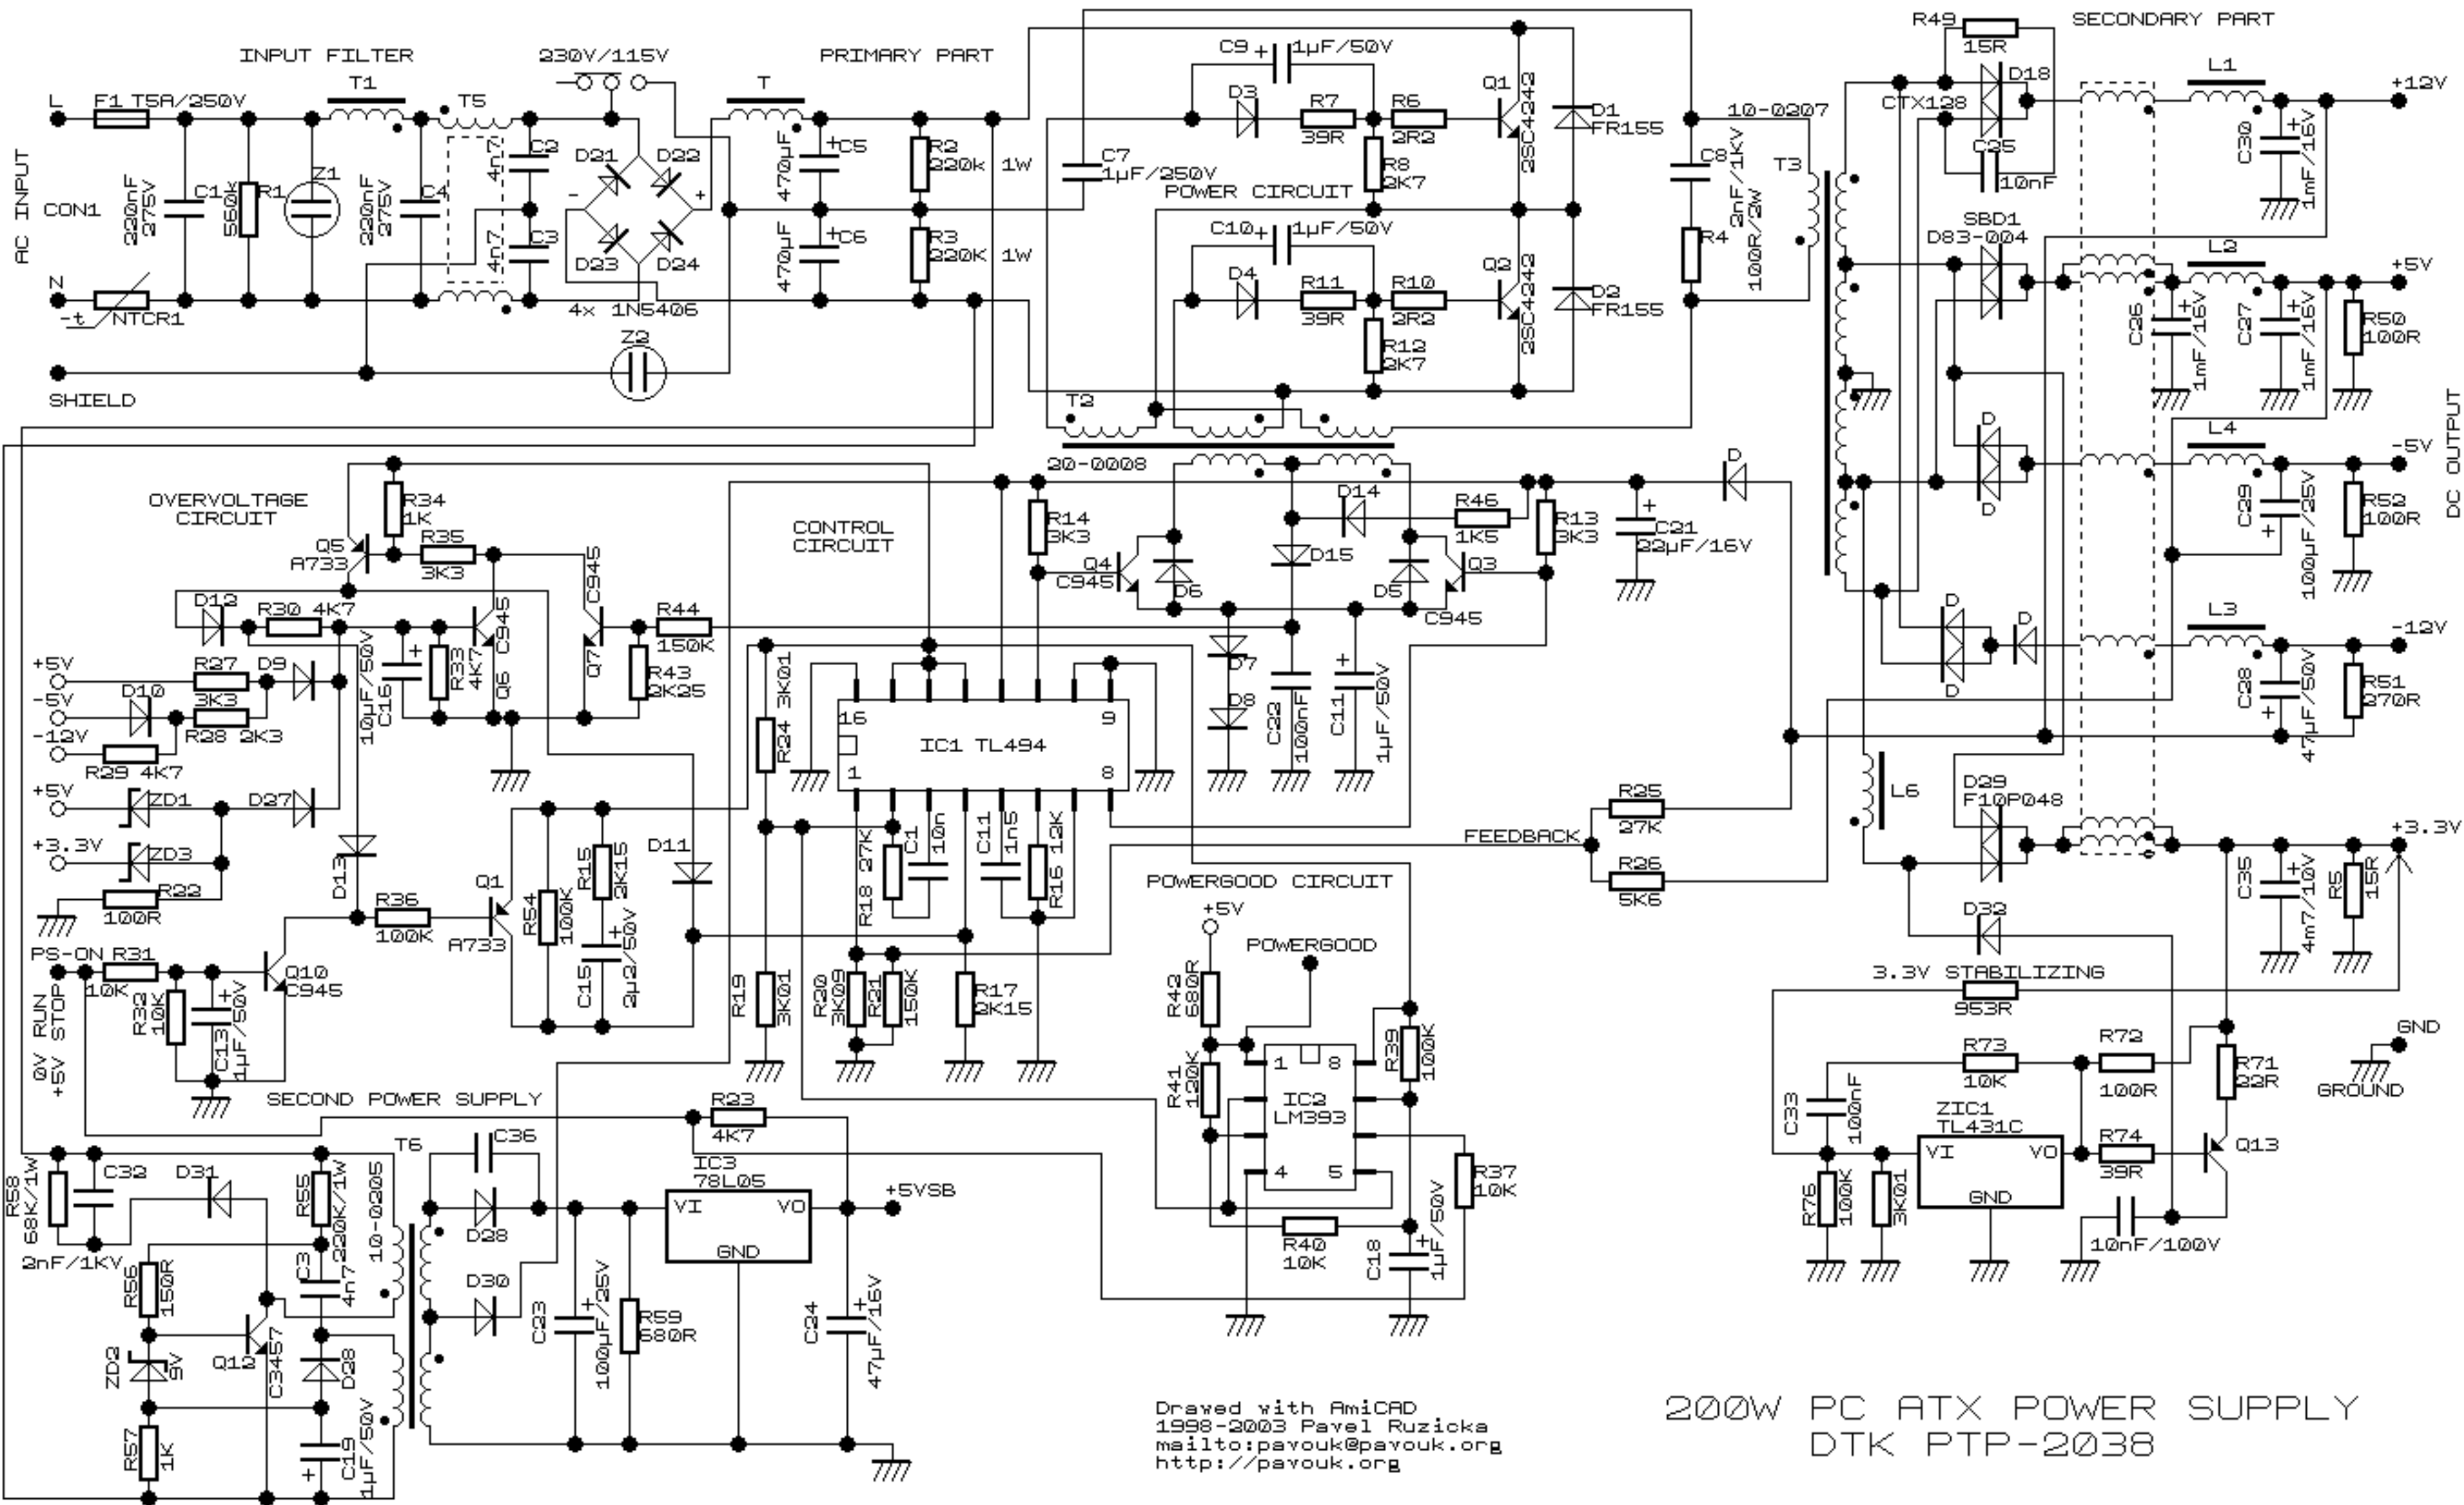 INPUT FILTER
230V/115V
PRIMARY PART
SECONDARY PART
L
F1 T5A/250V
T1
T5
T
AC INPUT
CON1
N
-t
NTCR1
SHIELD
220nF
275V
C1
560k
R1
Z1
220nF
275V
C4
4n7
C2
4n7
C3
D21
D22
D23
D24
-
+
4x 1N5406
Z2
470µF
C5
470µF
C6
R2
220k 1W
R3
220K 1W
C7
1µF/250V
C9
1µF/50V
D3
R7
39R
R6
2R2
R8
2K7
Q1
2SC4242
D1
FR155
POWER CIRCUIT
C10
1µF/50V
D4
R11
39R
R10
2R2
R12
2K7
Q2
2SC4242
D2
FR155
C8
2nF/1KV
R4
100R/2W
10-0207
T3
T2
20-0008
R49
15R
D18
CTX128
C25
10nF
SBD1
D83-004
L1
+12V
C30
1mF/16V
L2
+5V
C26
1mF/16V
C27
1mF/16V
R50
100R
L4
-5V
C29
100µF/25V
R52
100R
DC OUTPUT
D
D
L3
-12V
C28
47µF/50V
R51
270R
D
D
D
L6
D29
F10P048
+3.3V
C35
4m7/10V
R5
15R
D32
3.3V STABILIZING
953R
R73
10K
R72
100R
R71
22R
C33
100nF
ZIC1
TL431C
VI
VO
GND
R74
39R
Q13
R76
100K
3K01
10nF/100V
GND
GROUND
OVERVOLTAGE
CIRCUIT
R34
1K
Q5
A733
R35
3K3
D12
R30 4K7
C945
Q6
C945
Q7
R44
150K
R43
2K25
+5V
R27
3K3
D9
-5V
D10
R28 2K3
-12V
R29 4K7
10µF/50V
C16
R33
4K7
+5V
ZD1
D27
+3.3V
ZD3
R22
100R
D13
R36
100K
Q1
A733
R54
100K
R15
2K15
C15
2µ2/50V
D11
PS-ON
R31
10K
Q10
C945
R32
10K
C13
1µF/50V
0V RUN
+5V STOP
CONTROL
CIRCUIT
R14
3K3
Q4
C945
D6
D14
D15
R46
1K5
D5
Q3
C945
R13
3K3
C21
22µF/16V
D
D7
D8
C22
100nF
C11
1µF/50V
R24 3K01
16
9
IC1 TL494
1
8
R18 27K
C1
10n
C11
1n5
R16 12K
R19
3K01
R20
3K09
R21
150K
R17
2K15
FEEDBACK
R25
27K
R26
5K6
POWERGOOD CIRCUIT
+5V
POWERGOOD
R42
680R
R41
120K
1
8
IC2
LM393
4
5
R39
100K
R37
10K
R40
10K
C18
1µF/50V
SECOND POWER SUPPLY
R58
68K/1W
C32
2nF/1KV
D31
R55
220K/1W
T6
10-0205
R56
150R
C3
4n7
ZD2
9V
Q12
C3457
D28
R57
1K
C19
1µF/50V
C36
D28
D30
C23
100µF/25V
R59
680R
R23
4K7
IC3
78L05
VI
VO
GND
+5VSB
C24
47µF/16V
Drawed with AmiCAD
1998-2003 Pavel Ruzicka
mailto:pavouk@pavouk.org
http://pavouk.org
200W PC ATX POWER SUPPLY
DTK PTP-2038